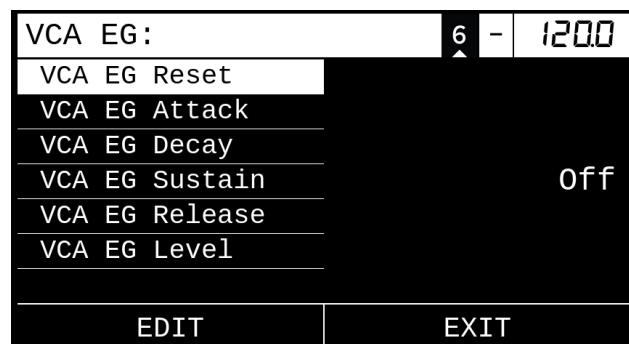 VCA EG: 6 - 120.0
VCA EG Reset
VCA EG Attack
VCA EG Decay
VCA EG Sustain Off
VCA EG Release
VCA EG Level
EDIT EXIT